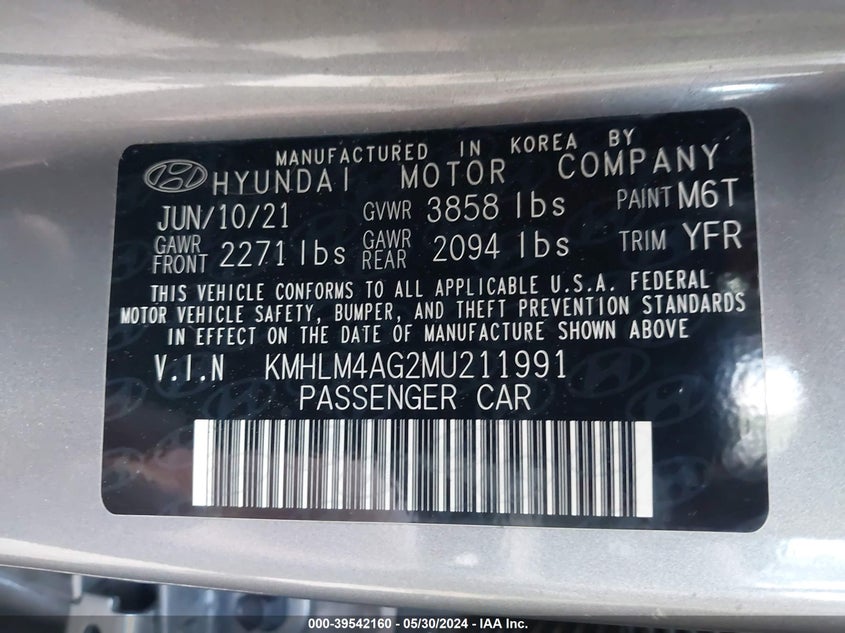 MANUFACTURED IN KOREA BY
HYUNDAI MOTOR COMPANY
JUN/10/21 GVWR 3858 lbs PAINT M6T
GAWR FRONT 2271 lbs GAWR REAR 2094 lbs TRIM YFR
THIS VEHICLE CONFORMS TO ALL APPLICABLE U.S.A. FEDERAL
MOTOR VEHICLE SAFETY, BUMPER, AND THEFT PREVENTION STANDARDS
IN EFFECT ON THE DATE OF MANUFACTURE SHOWN ABOVE
V.I.N KMHLM4AG2MU211991
PASSENGER CAR
000-39542160 - 05/30/2024 - IAA Inc.